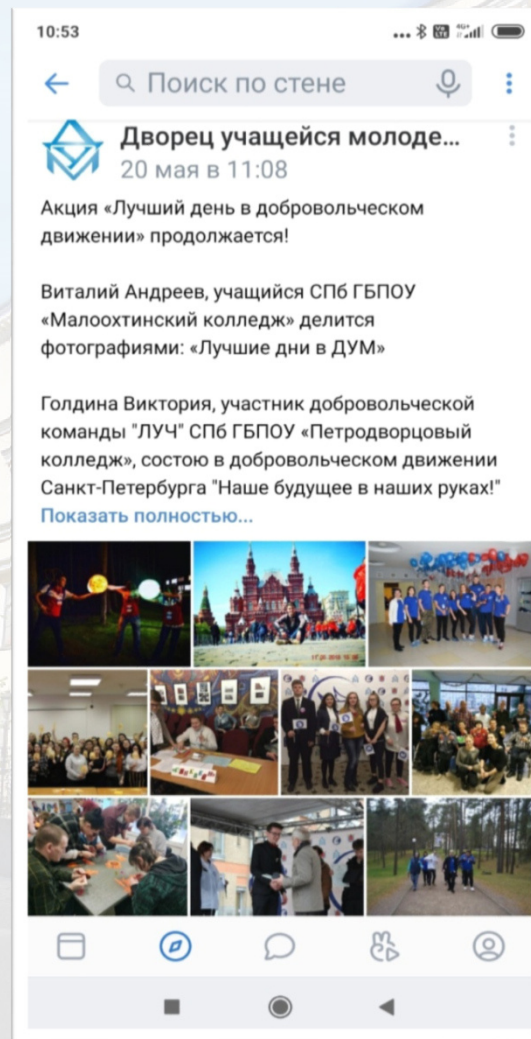 10:53
Поиск по стене
Дворец учащейся молоде...
20 мая в 11:08
Акция «Лучший день в добровольческом
движении» продолжается!
Виталий Андреев, учащийся СПб ГБПОУ
«Малоохтинский колледж» делится
фотографиями: «Лучшие дни в ДУМ»
Голдина Виктория, участник добровольческой
команды "ЛУЧ" СПб ГБПОУ «Петродворцовый
колледж», состою в добровольческом движении
Санкт-Петербурга "Наше будущее в наших руках!"
Показать полностью...